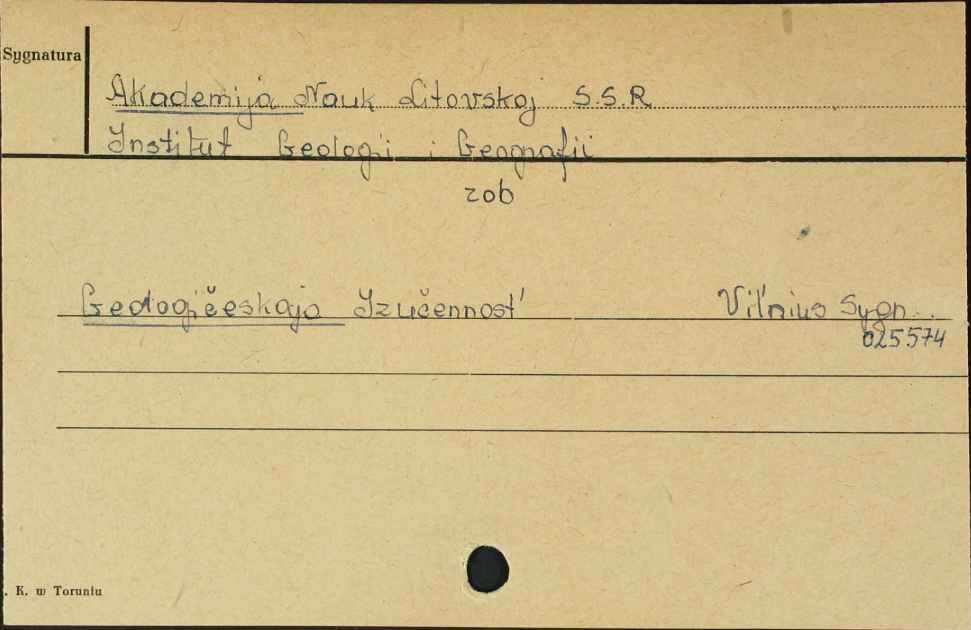 Sygnatura
Akademija Nauk Litovskoj S.S.R
Institut Geologii i Geografii
zob
Geologičeskaja Izučennost' Vil'nius Sygn..
025574
. K. w Toruniu